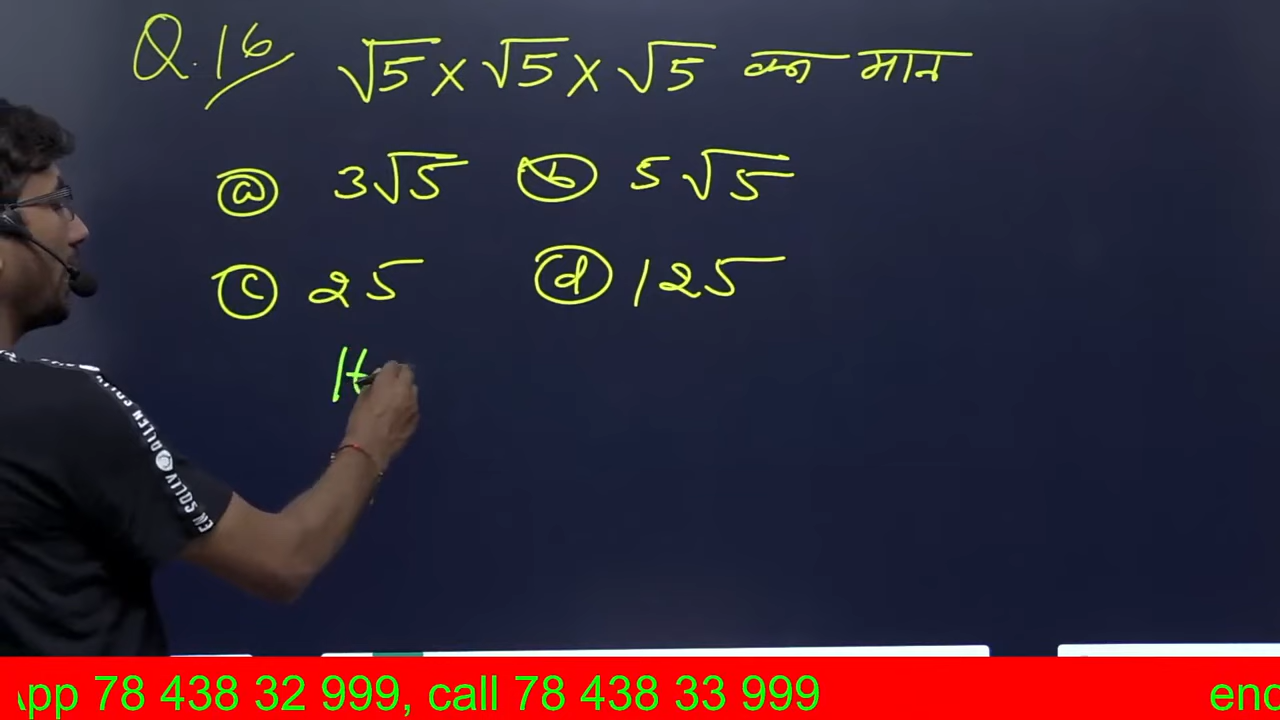 Q.16 √5 × √5 × √5 का मान
(a) 3√5 (b) 5√5
(c) 25 (d) 125
App 78 438 32 999, call 78 438 33 999